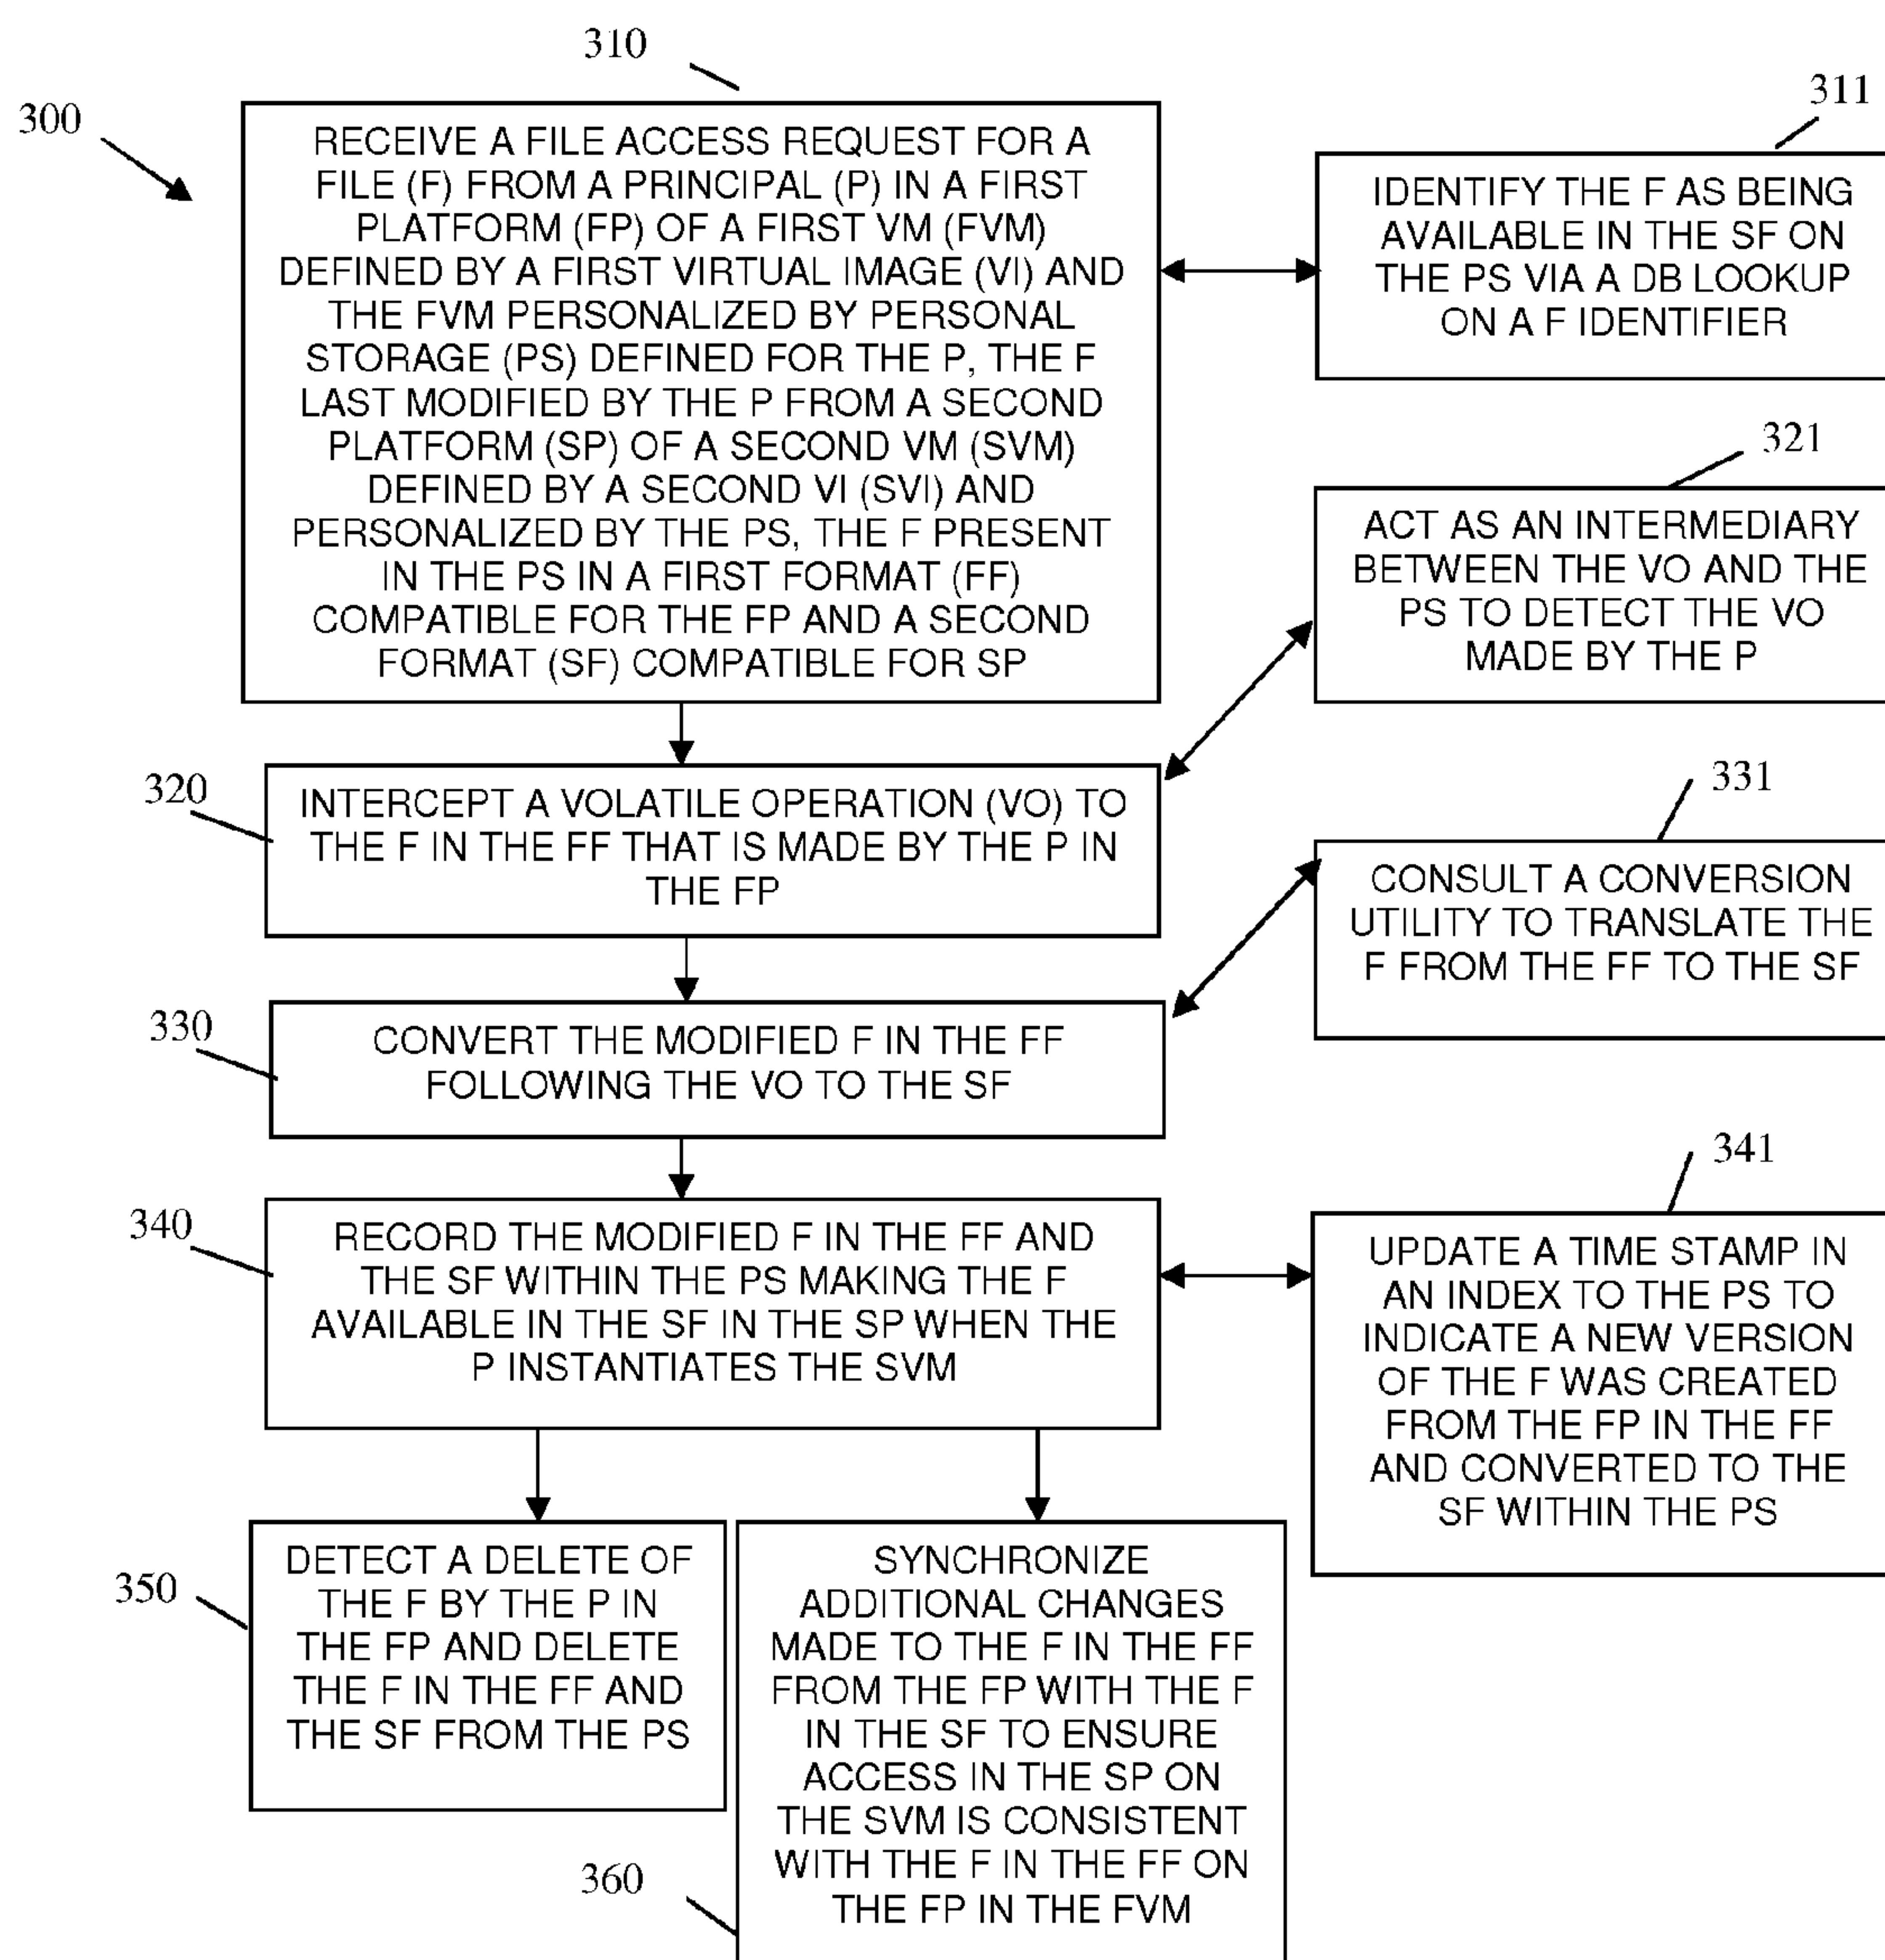 310
300
RECEIVE A FILE ACCESS REQUEST FOR A
FILE (F) FROM A PRINCIPAL (P) IN A FIRST
PLATFORM (FP) OF A FIRST VM (FVM)
DEFINED BY A FIRST VIRTUAL IMAGE (VI) AND
THE FVM PERSONALIZED BY PERSONAL
STORAGE (PS) DEFINED FOR THE P, THE F
LAST MODIFIED BY THE P FROM A SECOND
PLATFORM (SP) OF A SECOND VM (SVM)
DEFINED BY A SECOND VI (SVI) AND
PERSONALIZED BY THE PS, THE F PRESENT
IN THE PS IN A FIRST FORMAT (FF)
COMPATIBLE FOR THE FP AND A SECOND
FORMAT (SF) COMPATIBLE FOR SP
311
IDENTIFY THE F AS BEING
AVAILABLE IN THE SF ON
THE PS VIA A DB LOOKUP
ON A F IDENTIFIER
321
ACT AS AN INTERMEDIARY
BETWEEN THE VO AND THE
PS TO DETECT THE VO
MADE BY THE P
320
INTERCEPT A VOLATILE OPERATION (VO) TO
THE F IN THE FF THAT IS MADE BY THE P IN
THE FP
331
CONSULT A CONVERSION
UTILITY TO TRANSLATE THE
F FROM THE FF TO THE SF
330
CONVERT THE MODIFIED F IN THE FF
FOLLOWING THE VO TO THE SF
340
RECORD THE MODIFIED F IN THE FF AND
THE SF WITHIN THE PS MAKING THE F
AVAILABLE IN THE SF IN THE SP WHEN THE
P INSTANTIATES THE SVM
341
UPDATE A TIME STAMP IN
AN INDEX TO THE PS TO
INDICATE A NEW VERSION
OF THE F WAS CREATED
FROM THE FP IN THE FF
AND CONVERTED TO THE
SF WITHIN THE PS
350
DETECT A DELETE OF
THE F BY THE P IN
THE FP AND DELETE
THE F IN THE FF AND
THE SF FROM THE PS
360
SYNCHRONIZE
ADDITIONAL CHANGES
MADE TO THE F IN THE FF
FROM THE FP WITH THE F
IN THE SF TO ENSURE
ACCESS IN THE SP ON
THE SVM IS CONSISTENT
WITH THE F IN THE FF ON
THE FP IN THE FVM